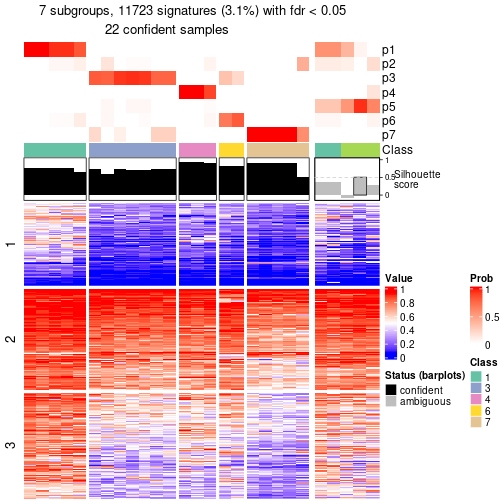 7 subgroups, 11723 signatures (3.1%) with fdr < 0.05
22 confident samples
p1
p2
p3
p4
p5
p6
p7
Class
1
0.5
0
Silhouette
score
1
2
3
Value
1
0.8
0.6
0.4
0.2
0
Prob
1
0.5
0
Status (barplots)
confident
ambiguous
Class
1
3
4
6
7